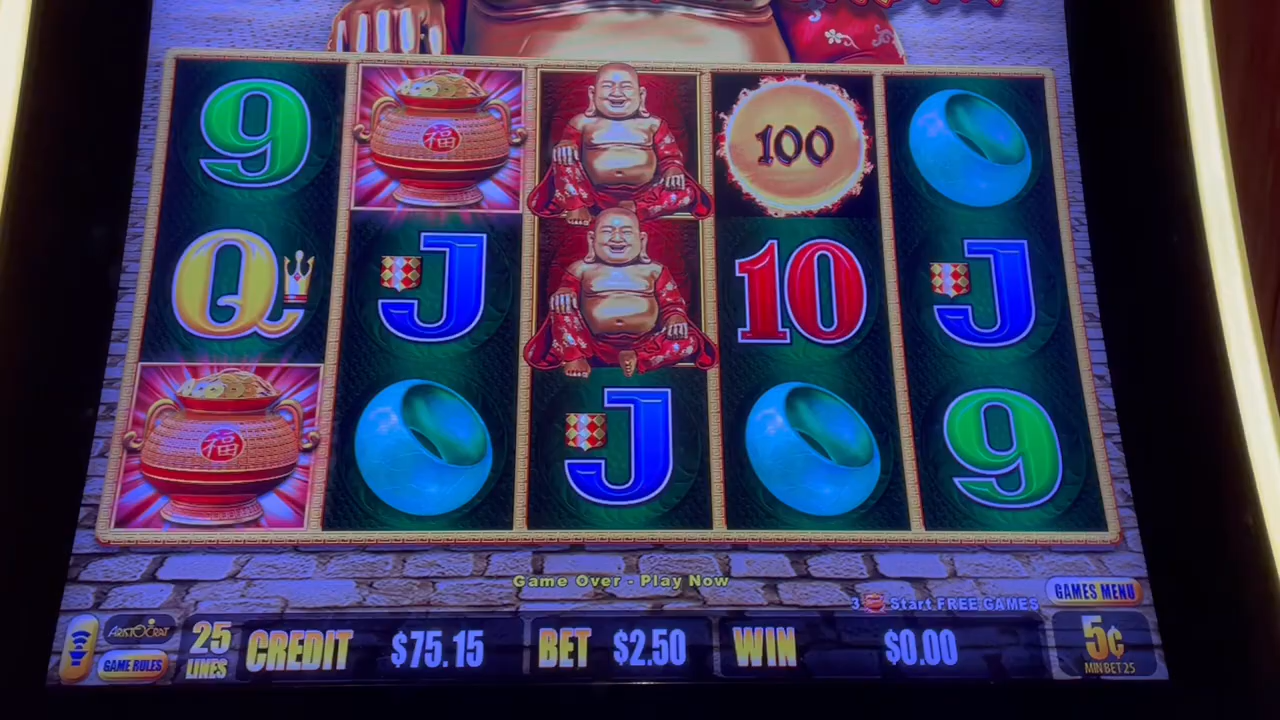 9 福 100
Q J 10 J
福 J 9
Game Over - Play Now
GAMES MENU
3 Start FREE GAMES
ARISTOCRAT
GAME RULES
25 LINES CREDIT $75.15 BET $2.50 WIN $0.00 5¢
MIN BET 25